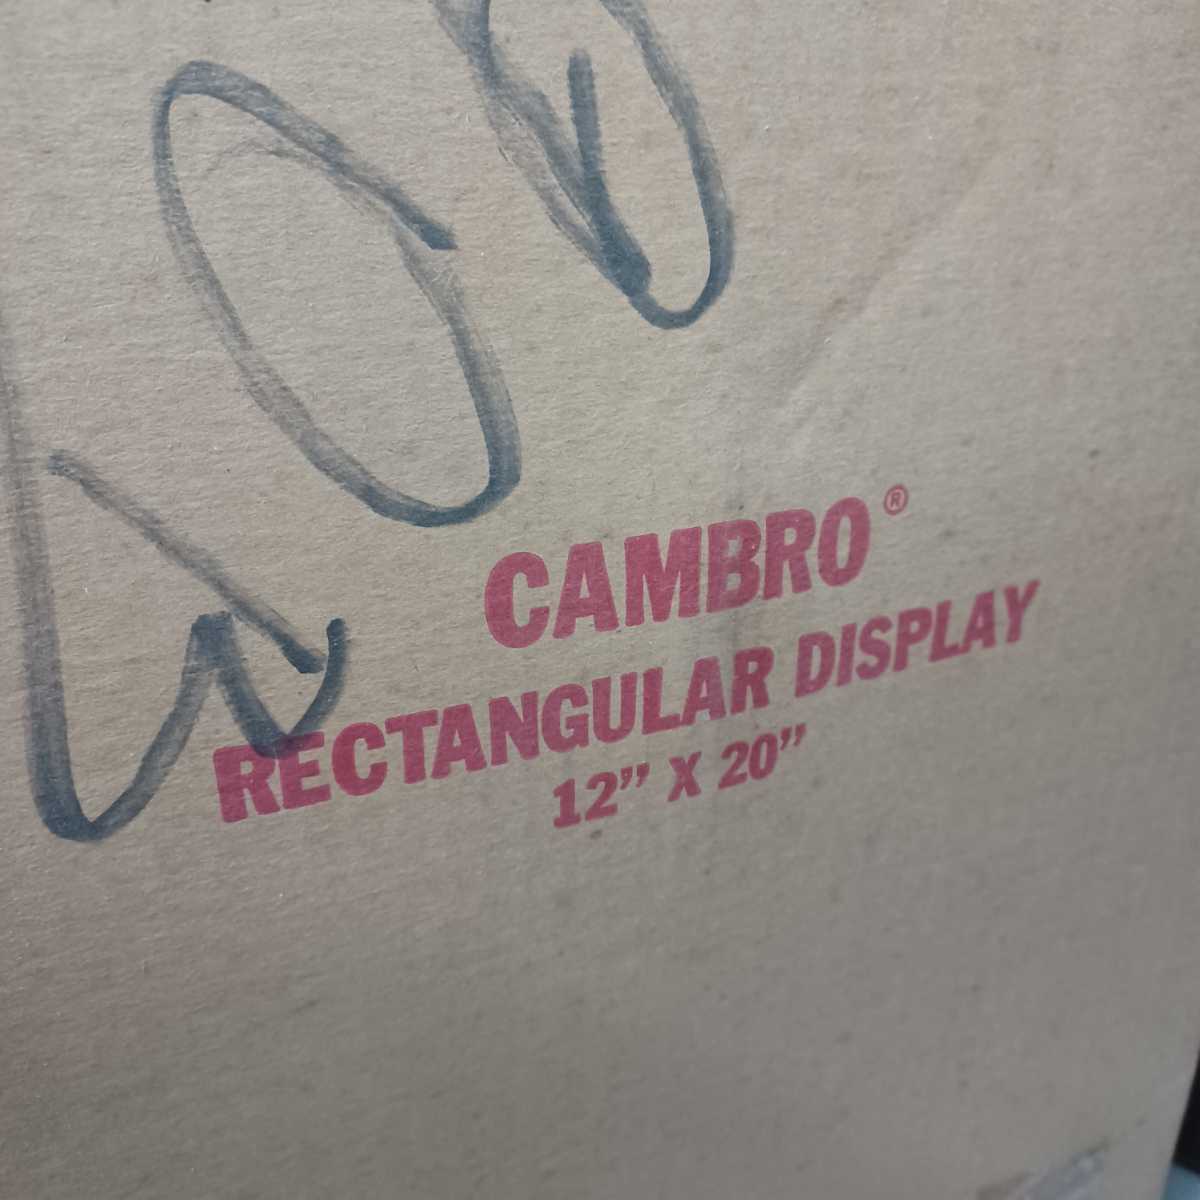 CAMBRO®
RECTANGULAR DISPLAY
12” X 20”